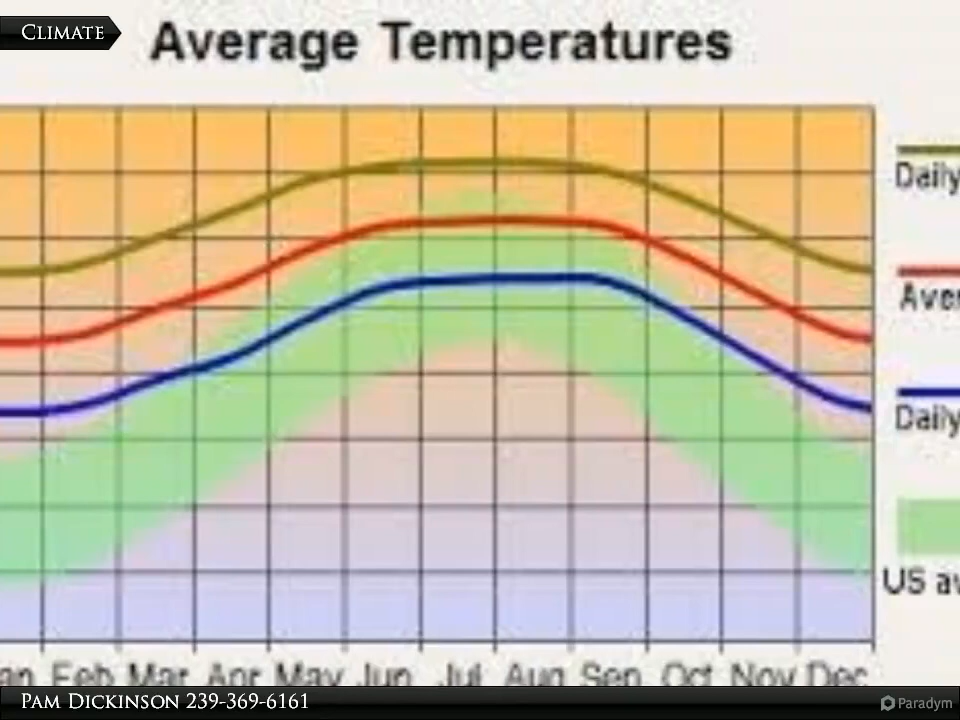 CLIMATE
Average Temperatures
Daily
Aver
Daily
US av
an Feb Mar Apr May Jun Jul Aug Sep Oct Nov Dec
PAM DICKINSON 239-369-6161
Paradym